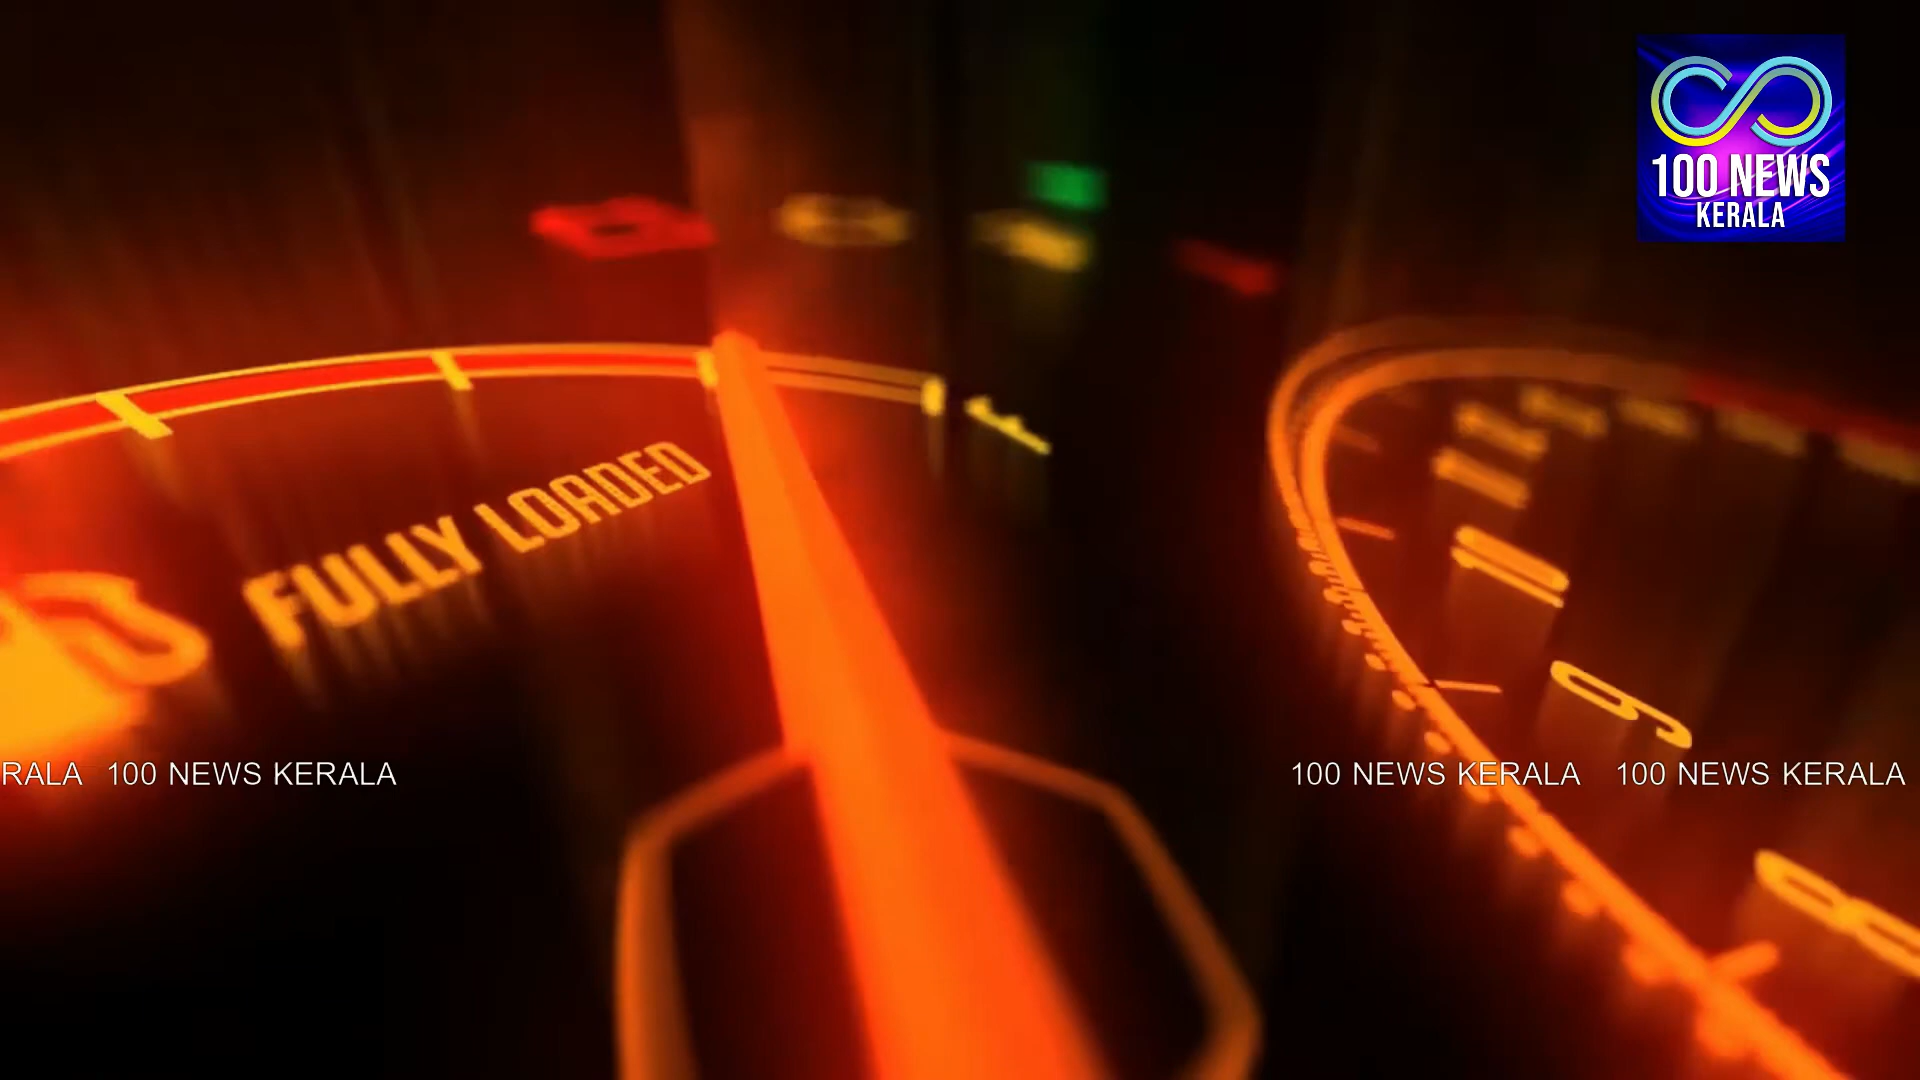 100 NEWS
KERALA
FULLY LOADED
F
10
9
8
RALA 100 NEWS KERALA
100 NEWS KERALA 100 NEWS KERALA